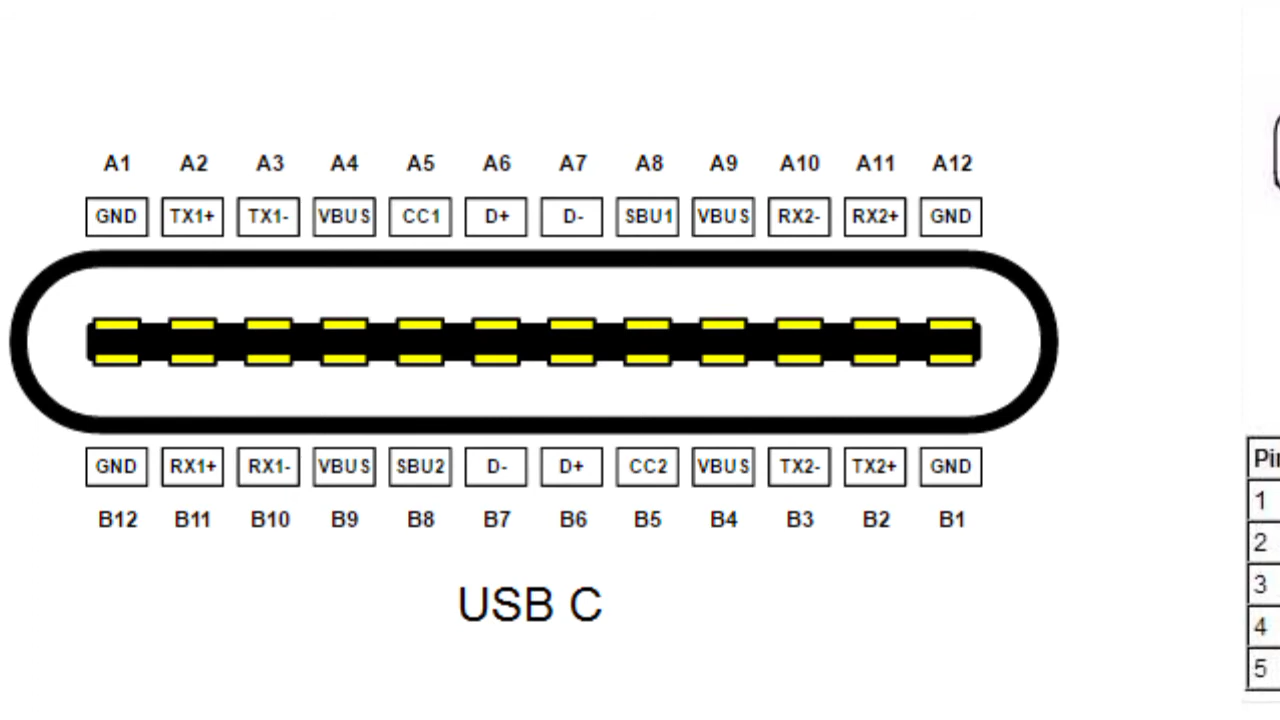 A1 A2 A3 A4 A5 A6 A7 A8 A9 A10 A11 A12
GND TX1+ TX1- VBUS CC1 D+ D- SBU1 VBUS RX2- RX2+ GND
GND RX1+ RX1- VBUS SBU2 D- D+ CC2 VBUS TX2- TX2+ GND
B12 B11 B10 B9 B8 B7 B6 B5 B4 B3 B2 B1
USB C
1
2
3
4
5